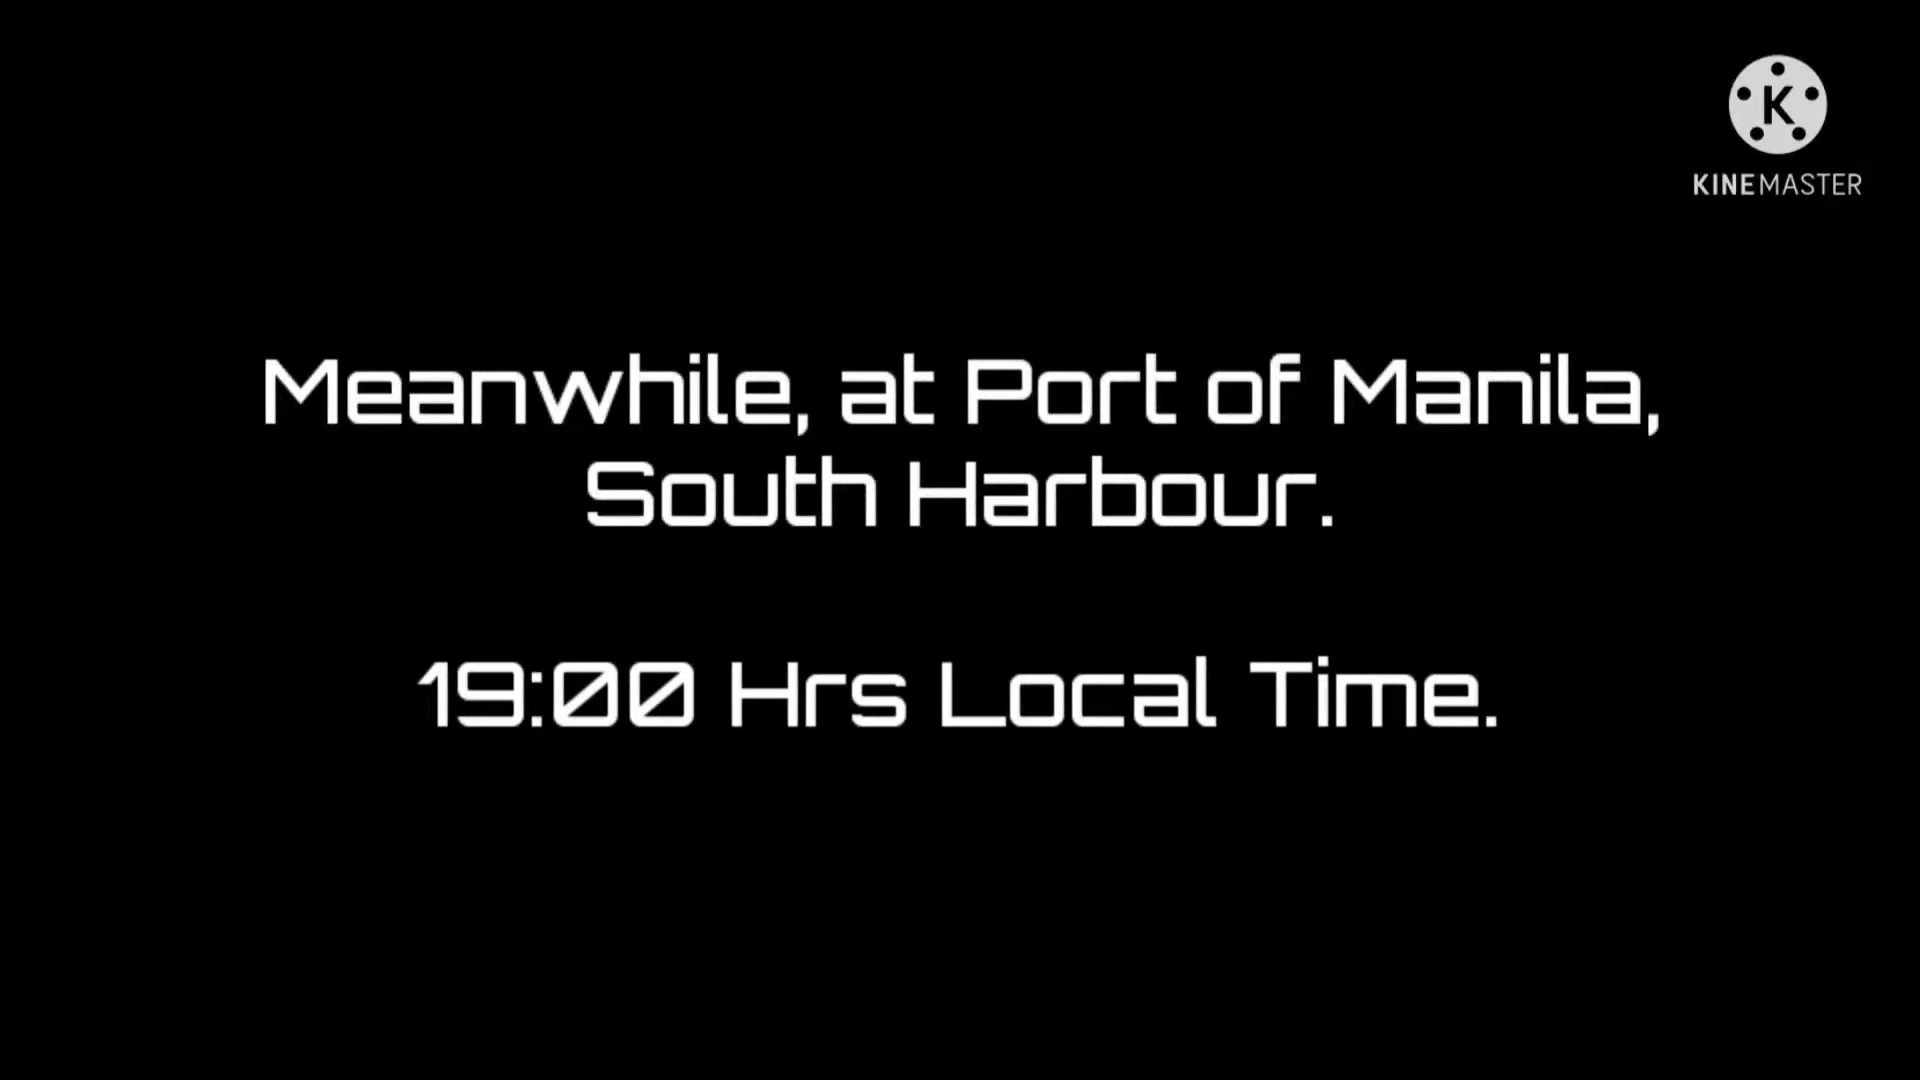 K
KINEMASTER
Meanwhile, at Port of Manila,
South Harbour.
19:00 Hrs Local Time.